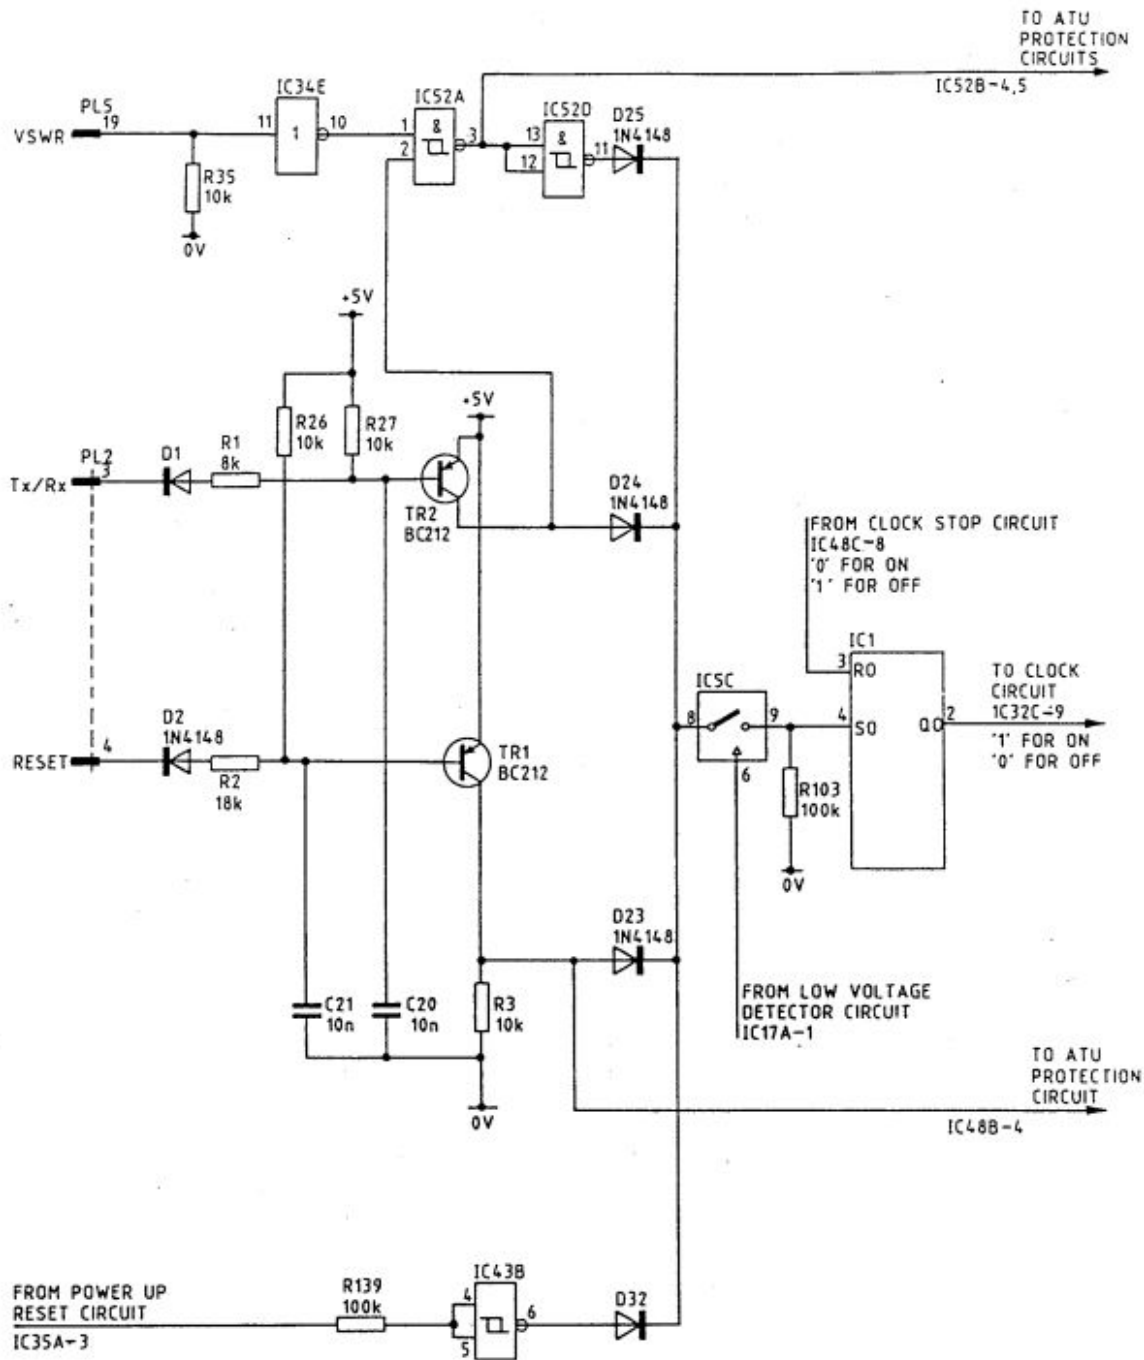 TO ATU
PROTECTION
CIRCUITS
IC52B-4,5
IC34E
IC52A
IC52D
D25
1N4148
PL5
19
VSWR
11
1
10
1
2
&
3
13
12
&
11
R35
10k
0V
+5V
R26
10k
R27
10k
+5V
PL2
3
Tx/Rx
D1
R1
8k
TR2
BC212
D24
1N4148
FROM CLOCK STOP CIRCUIT
IC48C-8
'0' FOR ON
'1' FOR OFF
IC1
3
R0
IC5C
8
9
6
4
S0
Q0
2
TO CLOCK
CIRCUIT
1C32C-9
'1' FOR ON
'0' FOR OFF
R103
100k
0V
RESET
4
D2
1N4148
R2
18k
TR1
BC212
D23
1N4148
C21
10n
C20
10n
R3
10k
0V
FROM LOW VOLTAGE
DETECTOR CIRCUIT
IC17A-1
TO ATU
PROTECTION
CIRCUIT
IC48B-4
FROM POWER UP
RESET CIRCUIT
IC35A-3
R139
100k
IC43B
4
5
6
D32